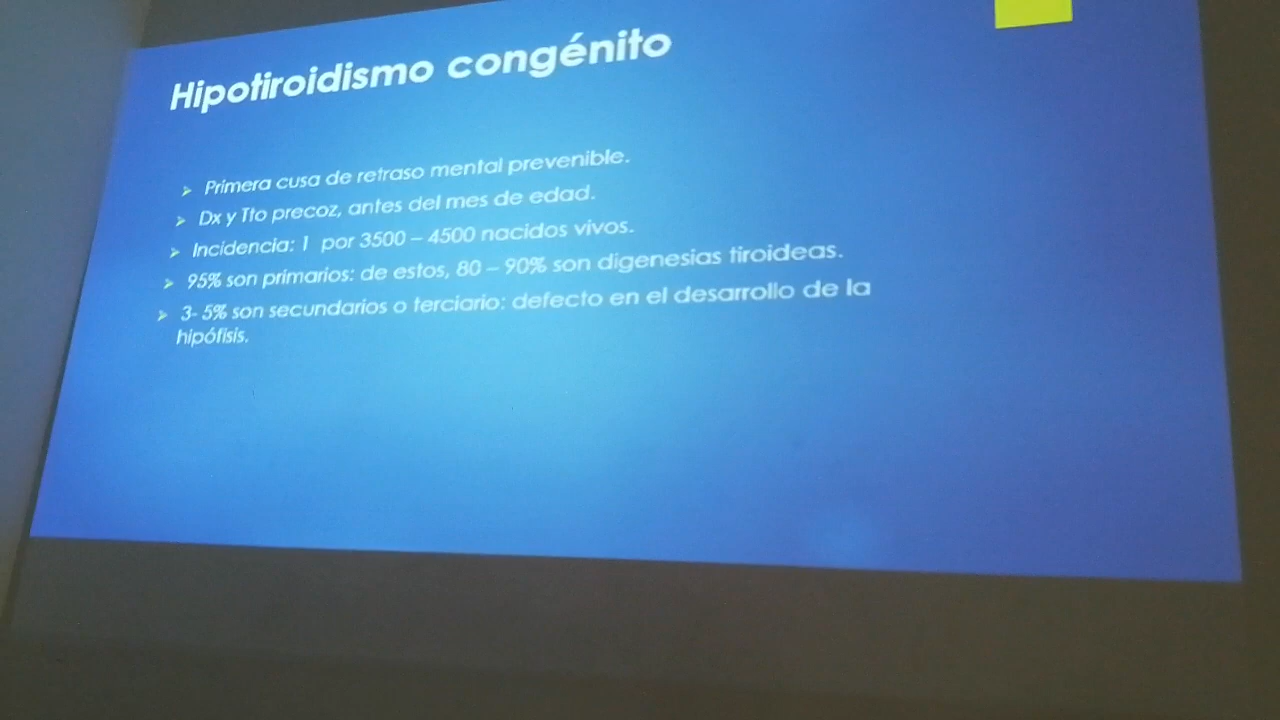 Hipotiroidismo congénito
➢ Primera cusa de retraso mental prevenible.
➢ Dx y Tto precoz, antes del mes de edad.
➢ Incidencia: 1 por 3500 – 4500 nacidos vivos.
➢ 95% son primarios: de estos, 80 – 90% son digenesias tiroideas.
➢ 3- 5% son secundarios o terciario: defecto en el desarrollo de la
hipófisis.